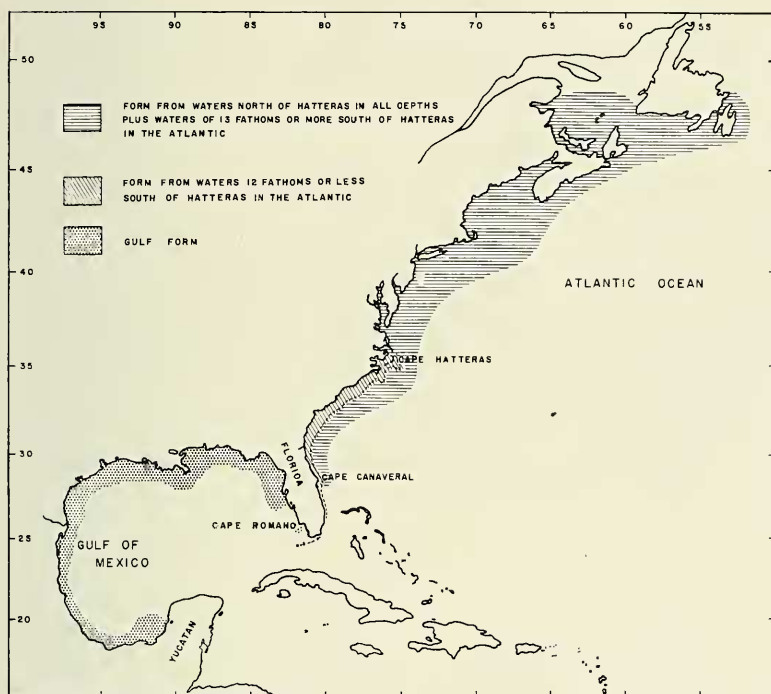 95 90 85 80 75 70 65 60 55
50
FORM FROM WATERS NORTH OF HATTERAS IN ALL DEPTHS
PLUS WATERS OF 13 FATHOMS OR MORE SOUTH OF HATTERAS
IN THE ATLANTIC
45
FORM FROM WATERS 12 FATHOMS OR LESS
SOUTH OF HATTERAS IN THE ATLANTIC
GULF FORM
40
ATLANTIC OCEAN
35
CAPE HATTERAS
30
FLORIDA
CAPE CANAVERAL
CAPE ROMANO
25
GULF OF
MEXICO
20
YUCATAN